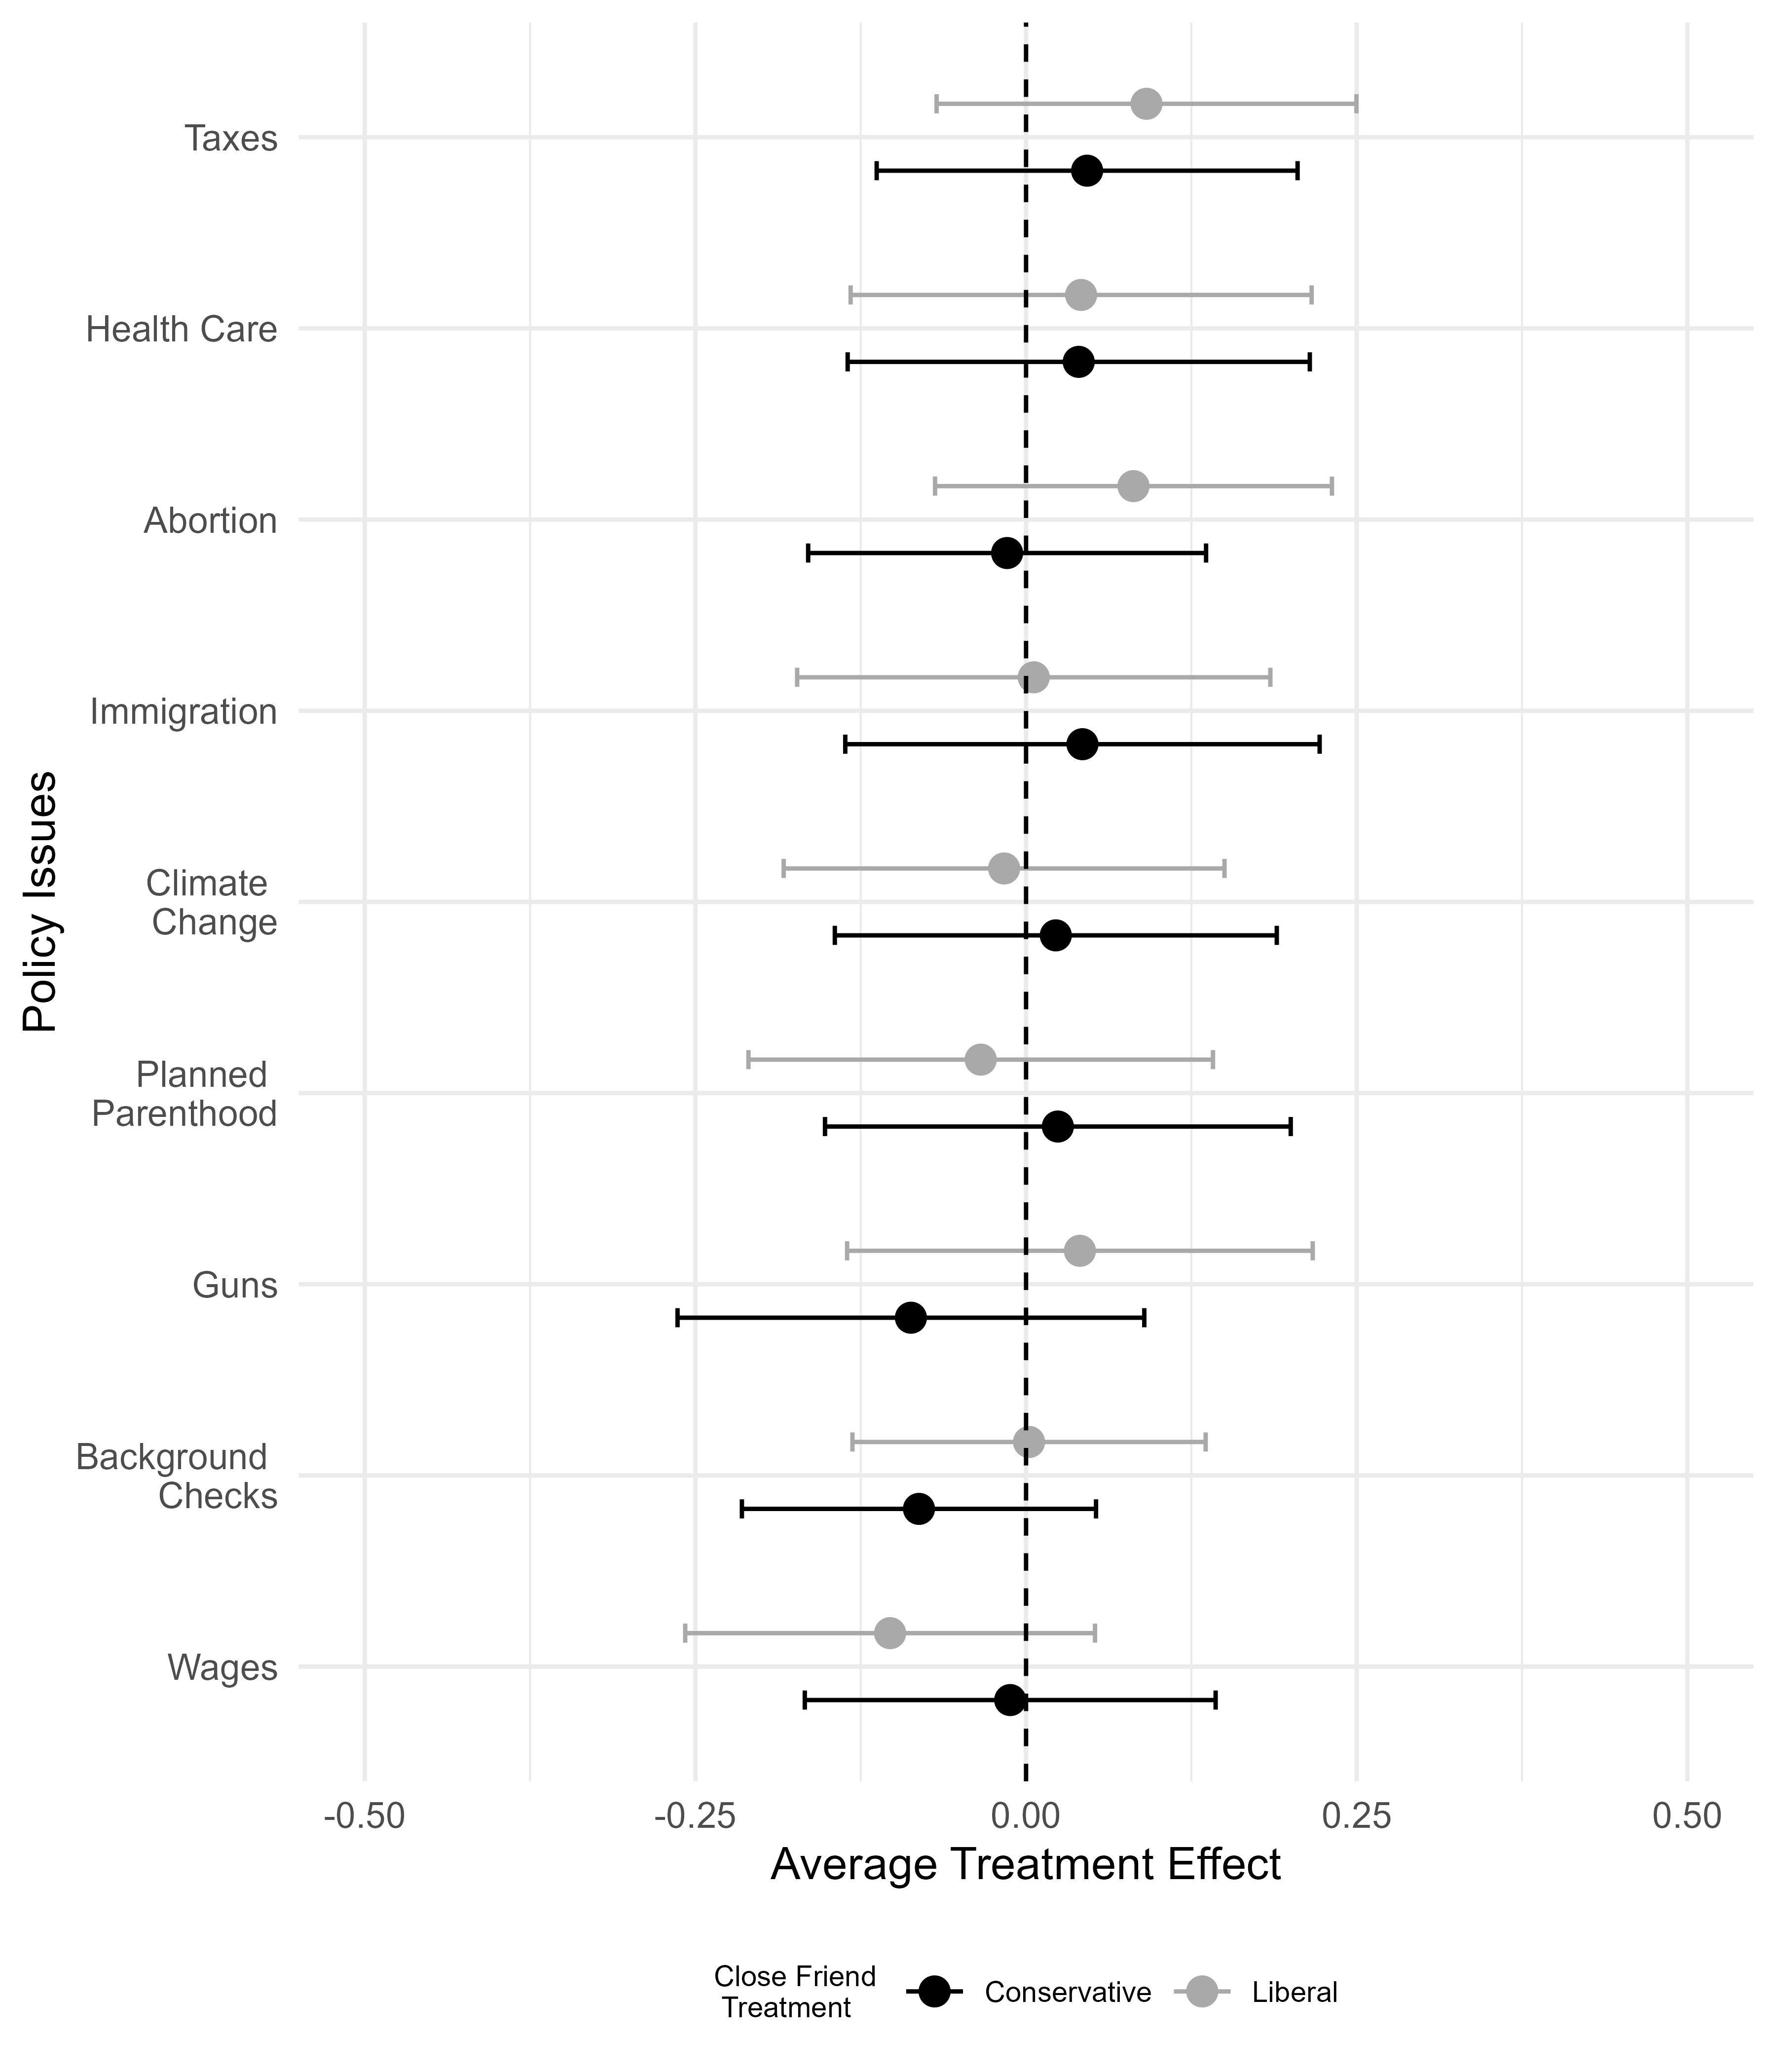 Policy Issues
Taxes
Health Care
Abortion
Immigration
Climate
Change
Planned
Parenthood
Guns
Background
Checks
Wages
-0.50 -0.25 0.00 0.25 0.50
Average Treatment Effect
Close Friend
Treatment
Conservative Liberal